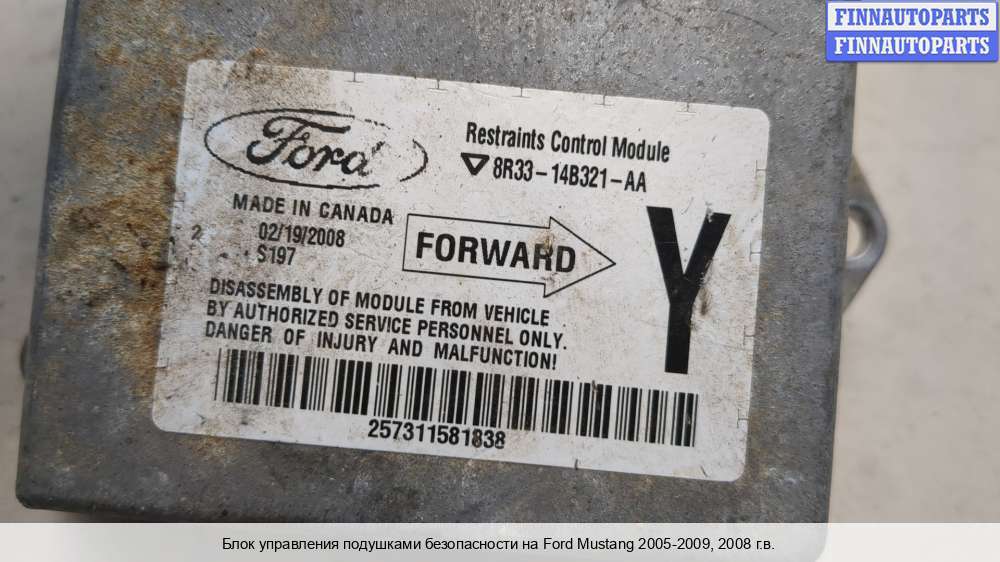 FINNAUTOPARTS
FINNAUTOPARTS
Ford
Restraints Control Module
8R33-14B321-AA
MADE IN CANADA
02/19/2008
2
S197
FORWARD
Y
DISASSEMBLY OF MODULE FROM VEHICLE
BY AUTHORIZED SERVICE PERSONNEL ONLY.
DANGER OF INJURY AND MALFUNCTION!
257311581838
Блок управления подушками безопасности на Ford Mustang 2005-2009, 2008 г.в.